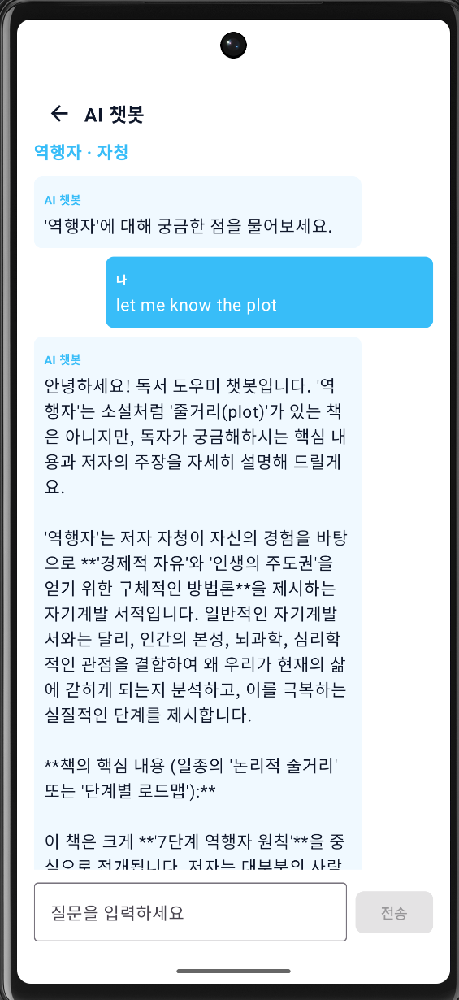 AI 챗봇
역행자 · 자청
AI 챗봇
'역행자'에 대해 궁금한 점을 물어보세요.
나
let me know the plot
AI 챗봇
안녕하세요! 독서 도우미 챗봇입니다. '역
행자'는 소설처럼 '줄거리(plot)'가 있는 책
은 아니지만, 독자가 궁금해하시는 핵심 내
용과 저자의 주장을 자세히 설명해 드릴게
요.
'역행자'는 저자 자청이 자신의 경험을 바탕
으로 **'경제적 자유'와 '인생의 주도권'을
얻기 위한 구체적인 방법론**을 제시하는
자기계발 서적입니다. 일반적인 자기계발
서와는 달리, 인간의 본성, 뇌과학, 심리학
적인 관점을 결합하여 왜 우리가 현재의 삶
에 갇히게 되는지 분석하고, 이를 극복하는
실질적인 단계를 제시합니다.
**책의 핵심 내용 (일종의 '논리적 줄거리'
또는 '단계별 로드맵'):**
이 책은 크게 **'7단계 역행자 원칙'**을 중
심으로 전개됩니다. 저자는 대부분의 사람
질문을 입력하세요
전송